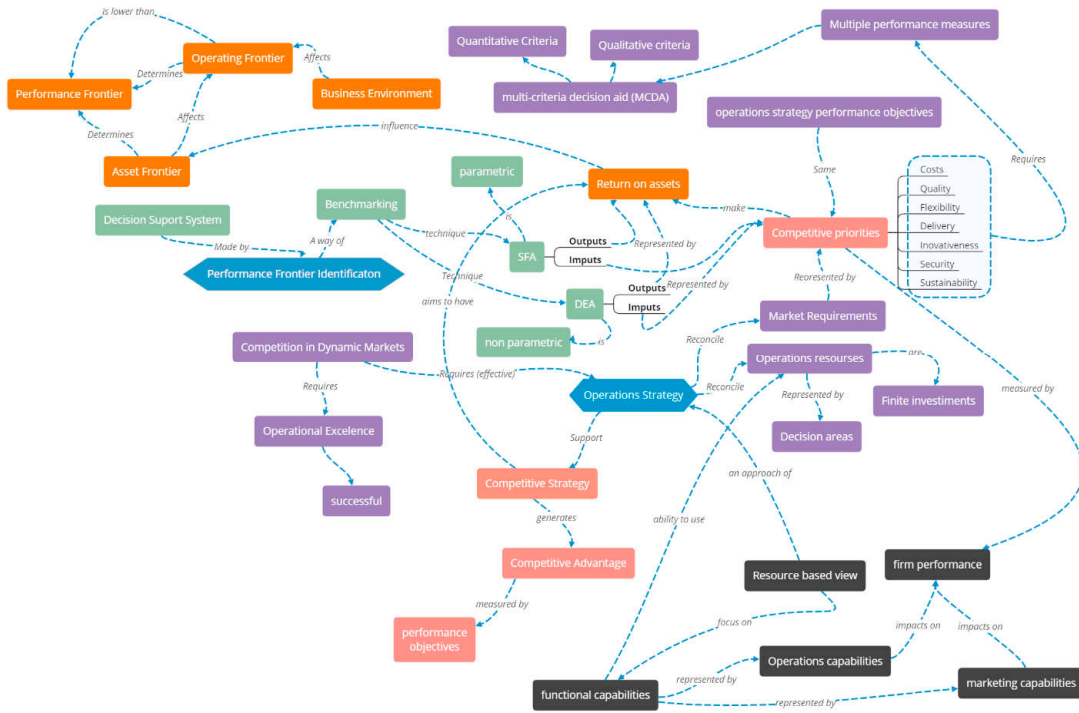 Is lower than
Multiple performance measures
Quantitative Criteria
Qualitative criteria
Operating Frontier
Affects
Determines
Performance Frontier
Business Environment
multi-criteria decision aid (MCDA)
operations strategy performance objectives
Affects
Determines
influence
Requires
Asset Frontier
parametric
Same
Costs
Quality
Flexibility
Delivery
Inovativeness
Security
Sustainability
Return on assets
Benchmarking
make
Decision Suport System
is
technique
Competitive priorities
Made by
A way of
SFA
Outputs
Imputs
Represented by
Performance Frontier Identificaton
Technique
Represented by
Reoresented by
aims to have
DEA
Outputs
Imputs
Market Requirements
non parametric
is
Competition in Dynamic Markets
Reconcile
Operations resourses
are
Requires (effective)
Reconcile
Requires
Operations Strategy
Represented by
Finite investiments
measured by
Operational Excelence
Support
Decision areas
an approach of
Competitive Strategy
successful
generates
ability to use
Competitive Advantage
Resource based view
firm performance
measured by
performance
objectives
focus on
impacts on
impacts on
Operations capabilities
represented by
functional capabilities
marketing capabilities
represented by